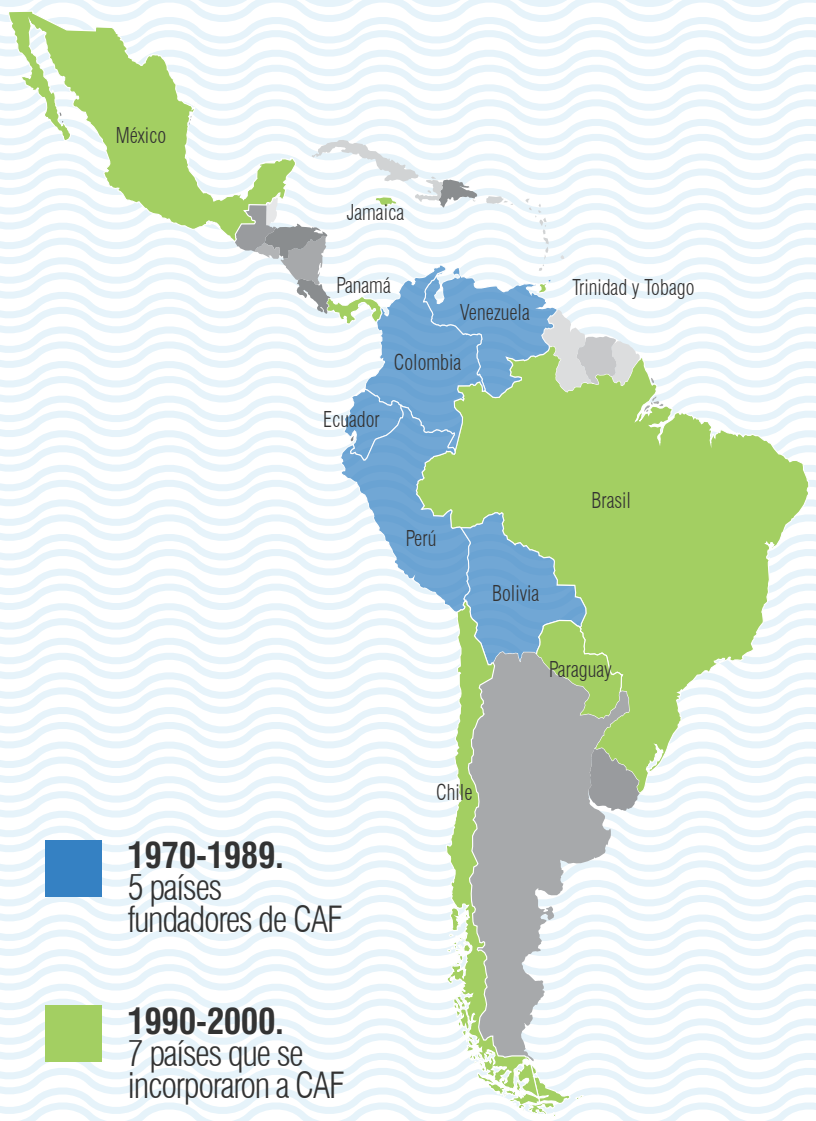 México
Jamaica
Panamá
Trinidad y Tobago
Venezuela
Colombia
Ecuador
Brasil
Perú
Bolivia
Paraguay
Chile
1970-1989.
5 países
fundadores de CAF
1990-2000.
7 países que se
incorporaron a CAF